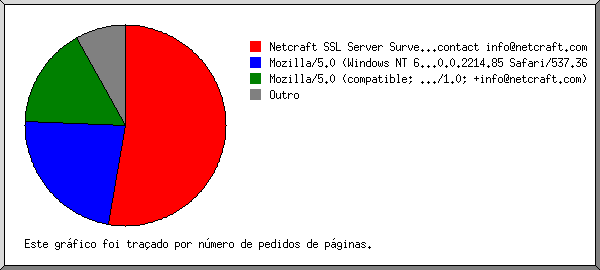 Netcraft SSL Server Surve...contact info@netcraft.com
Mozilla/5.0 (Windows NT 6...0.0.2214.85 Safari/537.36
Mozilla/5.0 (compatible; .../1.0; +info@netcraft.com)
Outro
Este gráfico foi traçado por número de pedidos de páginas.